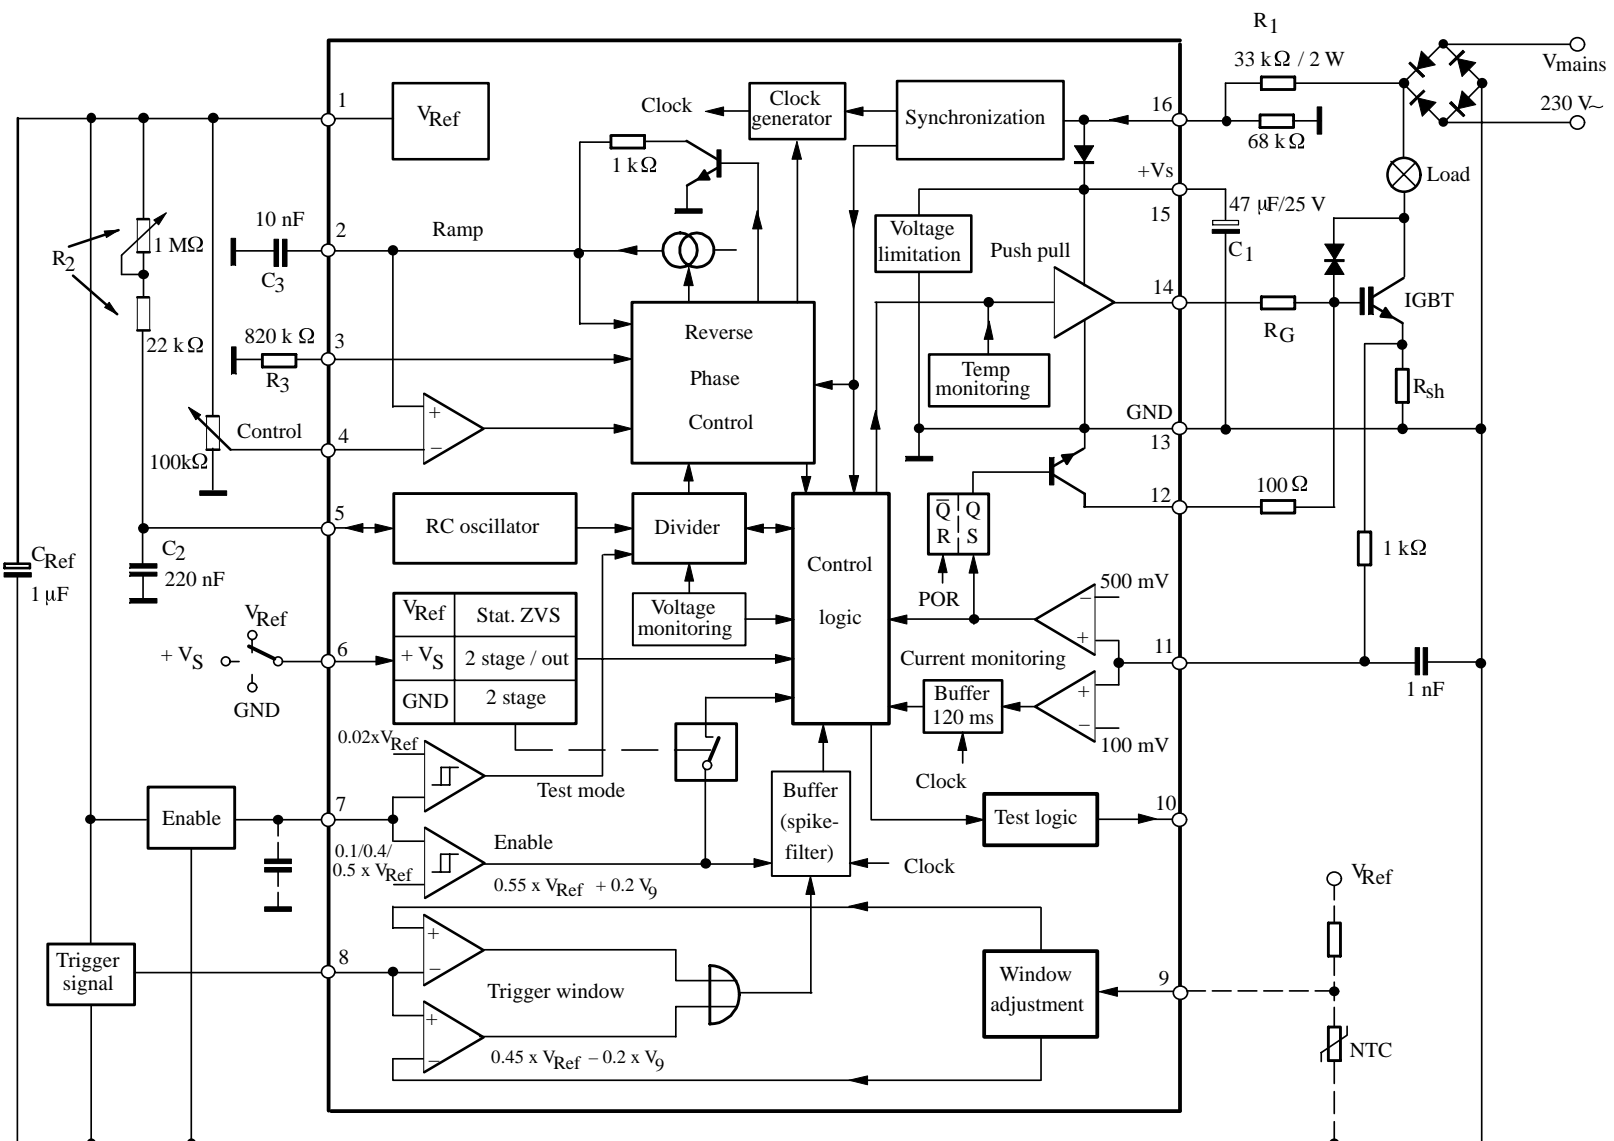 R1
33 kΩ / 2 W
Vmains
230 V~
68 kΩ
16
1
VRef
Clock
Clock
generator
Synchronization
1 kΩ
+Vs
15
Load
47 µF/25 V
C1
10 nF
C3
2
Ramp
R2
1 MΩ
Voltage
limitation
Push pull
14
RG
IGBT
22 kΩ
820 k Ω
R3
3
Reverse
Phase
Control
Temp
monitoring
Rsh
GND
13
Control
4
+
−
100kΩ
5
RC oscillator
Divider
Q̅ Q
R S
POR
12
100 Ω
1 kΩ
CRef
1 µF
C2
220 nF
Control
logic
Voltage
monitoring
500 mV
−
+
VRef
+ VS
GND
6
VRef Stat. ZVS
+ VS 2 stage / out
GND 2 stage
Current monitoring
11
1 nF
Buffer
120 ms
+
−
100 mV
Clock
0.02xVRef
Test mode
Enable
7
0.1/0.4/
0.5 x VRef
Enable
0.55 x VRef + 0.2 V9
Buffer
(spike-
filter)
Clock
Test logic
10
VRef
Trigger
signal
8
+
−
Trigger window
+
−
0.45 x VRef – 0.2 x V9
Window
adjustment
9
NTC